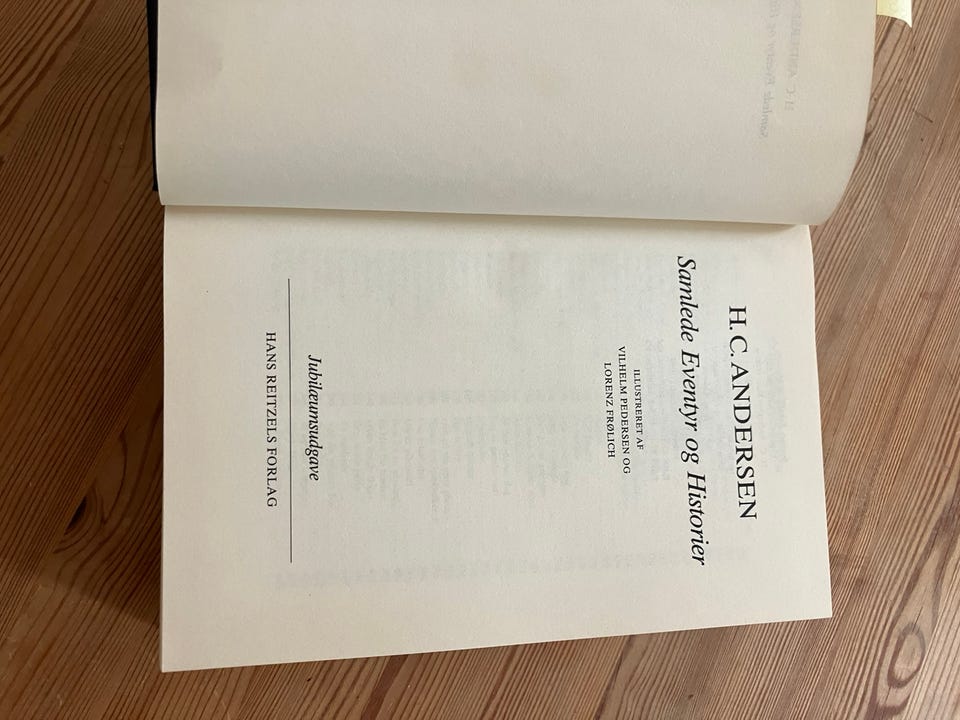 H. C. ANDERSEN
Samlede Eventyr og Historier
ILLUSTRERET AF
VILHELM PEDERSEN OG
LORENZ FRØLICH
Jubilæumsudgave
HANS REITZELS FORLAG